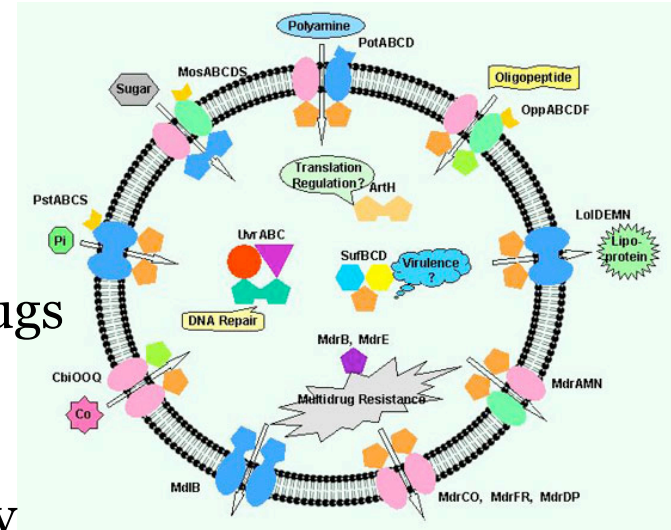 Polyamine
PotABCD
MosABCDS
Sugar
Oligopeptide
OppABCDF
Translation
Regulation?
ArtH
PstABCS
Pi
UvrABC
SufBCD
Virulence
?
LolDEMN
Lipo-
protein
ugs
DNA Repair
MdrB, MdrE
CbiOOQ
Co
Multidrug Resistance
MdrAMN
MdlB
MdrCO, MdrFR, MdrDP
y